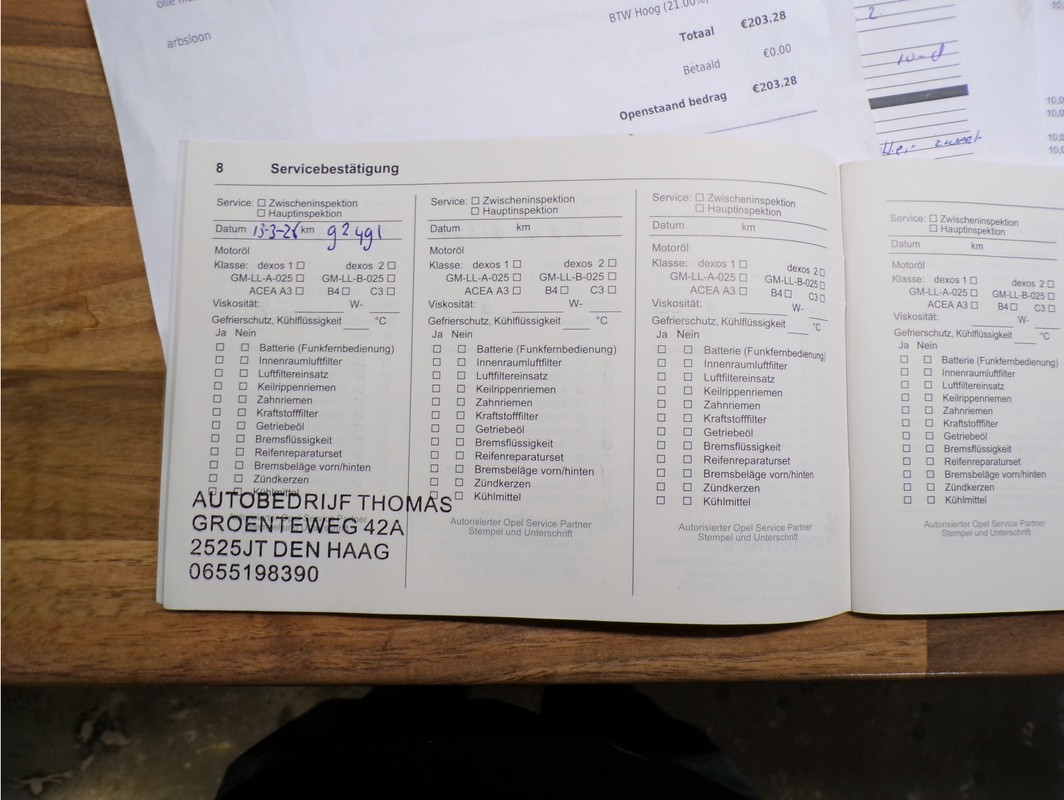 arbsloon
BTW Hoog (21.00%)
Totaal €203.28
Betaald €0.00
Openstaand bedrag €203.28
2.
10,0
10,0
10,0
10,0
8 Servicebestätigung
Service: □ Zwischeninspektion
□ Hauptinspektion
Datum 13-3-26 km 92491
Motoröl
Klasse: dexos 1 □ dexos 2 □
GM-LL-A-025 □ GM-LL-B-025 □
ACEA A3 □ B4 □ C3 □
Viskosität: W-
Gefrierschutz, Kühlflüssigkeit °C
Ja Nein
□ □ Batterie (Funkfernbedienung)
□ □ Innenraumluftfilter
□ □ Luftfiltereinsatz
□ □ Keilrippenriemen
□ □ Zahnriemen
□ □ Kraftstofffilter
□ □ Getriebeöl
□ □ Bremsflüssigkeit
□ □ Reifenreparaturset
□ □ Bremsbeläge vorn/hinten
□ □ Zündkerzen
□ □ Kühlmittel
AUTOBEDRIJF THOMAS
GROENTEWEG 42A
2525JT DEN HAAG
0655198390
Service: □ Zwischeninspektion
□ Hauptinspektion
Datum km
Motoröl
Klasse: dexos 1 □ dexos 2 □
GM-LL-A-025 □ GM-LL-B-025 □
ACEA A3 □ B4 □ C3 □
Viskosität: W-
Gefrierschutz, Kühlflüssigkeit °C
Ja Nein
□ □ Batterie (Funkfernbedienung)
□ □ Innenraumluftfilter
□ □ Luftfiltereinsatz
□ □ Keilrippenriemen
□ □ Zahnriemen
□ □ Kraftstofffilter
□ □ Getriebeöl
□ □ Bremsflüssigkeit
□ □ Reifenreparaturset
□ □ Bremsbeläge vorn/hinten
□ □ Zündkerzen
□ □ Kühlmittel
Autorisierter Opel Service Partner
Stempel und Unterschrift
Service: □ Zwischeninspektion
□ Hauptinspektion
Datum km
Motoröl
Klasse: dexos 1 □ dexos 2 □
GM-LL-A-025 □ GM-LL-B-025 □
ACEA A3 □ B4 □ C3 □
Viskosität: W-
Gefrierschutz, Kühlflüssigkeit °C
Ja Nein
□ □ Batterie (Funkfernbedienung)
□ □ Innenraumluftfilter
□ □ Luftfiltereinsatz
□ □ Keilrippenriemen
□ □ Zahnriemen
□ □ Kraftstofffilter
□ □ Getriebeöl
□ □ Bremsflüssigkeit
□ □ Reifenreparaturset
□ □ Bremsbeläge vorn/hinten
□ □ Zündkerzen
□ □ Kühlmittel
Autorisierter Opel Service Partner
Stempel und Unterschrift
Service: □ Zwischeninspektion
□ Hauptinspektion
Datum km
Motoröl
Klasse: dexos 1 □ dexos 2 □
GM-LL-A-025 □ GM-LL-B-025 □
ACEA A3 □ B4 □ C3 □
Viskosität: W-
Gefrierschutz, Kühlflüssigkeit °C
Ja Nein
□ □ Batterie (Funkfernbedienung)
□ □ Innenraumluftfilter
□ □ Luftfiltereinsatz
□ □ Keilrippenriemen
□ □ Zahnriemen
□ □ Kraftstofffilter
□ □ Getriebeöl
□ □ Bremsflüssigkeit
□ □ Reifenreparaturset
□ □ Bremsbeläge vorn/hinten
□ □ Zündkerzen
□ □ Kühlmittel
Autorisierter Opel Service Partner
Stempel und Unterschrift